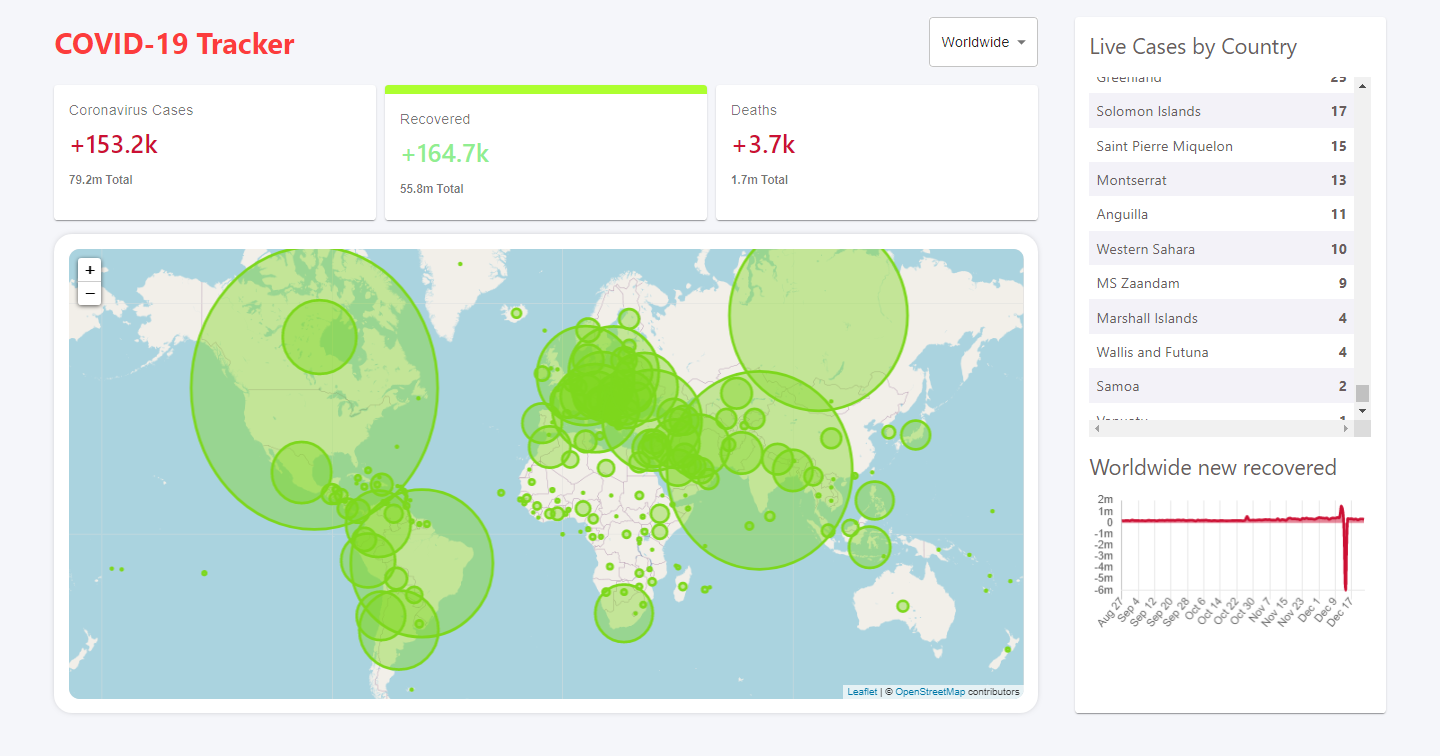 COVID-19 Tracker
Worldwide
Coronavirus Cases
+153.2k
79.2m Total
Recovered
+164.7k
55.8m Total
Deaths
+3.7k
1.7m Total
+
−
Leaflet | © OpenStreetMap contributors
Live Cases by Country
Greenland 25
Solomon Islands 17
Saint Pierre Miquelon 15
Montserrat 13
Anguilla 11
Western Sahara 10
MS Zaandam 9
Marshall Islands 4
Wallis and Futuna 4
Samoa 2
Vanuatu 1
Worldwide new recovered
2m
1m
0
-1m
-2m
-3m
-4m
-5m
-6m
Aug 27
Sep 4
Sep 12
Sep 20
Sep 28
Oct 6
Oct 14
Oct 22
Oct 30
Nov 7
Nov 15
Nov 23
Dec 1
Dec 9
Dec 17